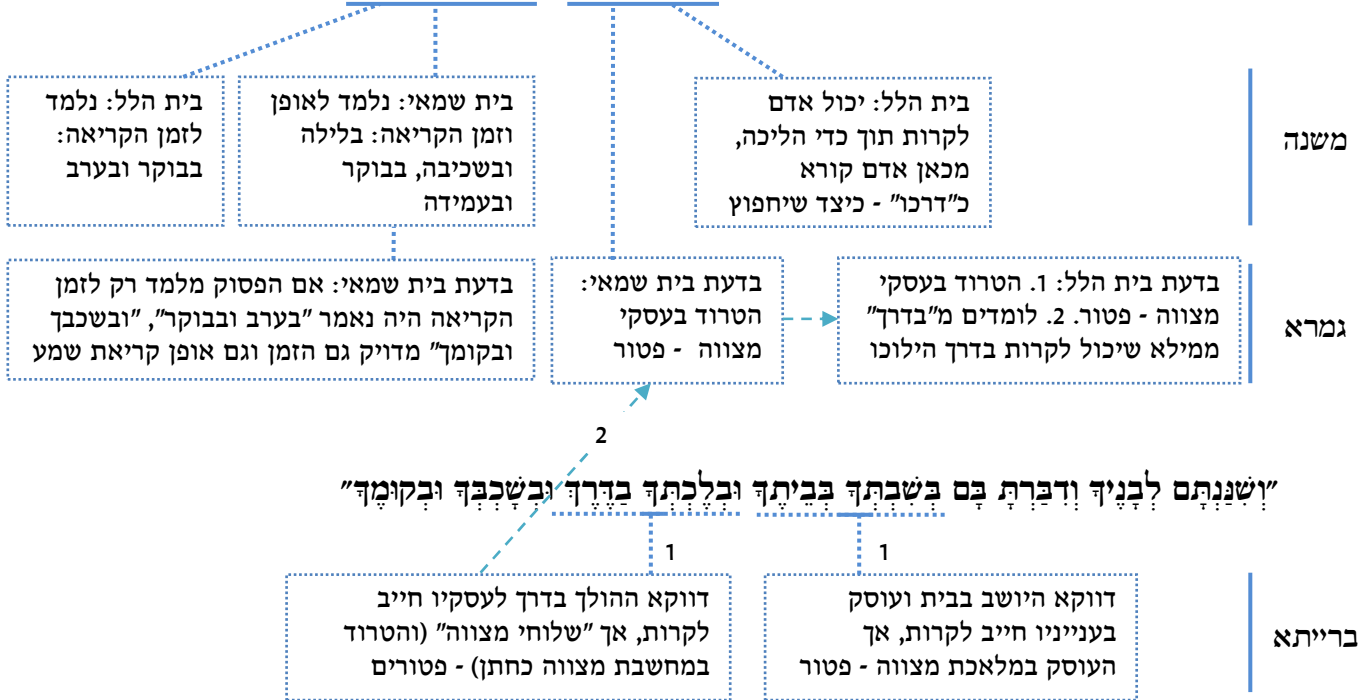 משנה
בית הלל: יכול אדם
לקרות תוך כדי הליכה,
מכאן אדם קורא
כ"דרכו" - כיצד שיחפוץ
בית שמאי: נלמד לאופן
וזמן הקריאה: בלילה
ובשכיבה, בבוקר
ובעמידה
בית הלל: נלמד
לזמן הקריאה:
בבוקר ובערב
גמרא
בדעת בית הלל: 1. הטרוד בעסקי
מצווה - פטור. 2. לומדים מ"בדרך"
ממילא שיכול לקרות בדרך הילוכו
בדעת בית שמאי:
הטרוד בעסקי
מצווה - פטור
בדעת בית שמאי: אם הפסוק מלמד רק לזמן
הקריאה היה נאמר "בערב ובבוקר", "ובשכבך
ובקומך" מדויק גם הזמן וגם אופן קריאת שמע
2
"וְשִׁנַּנְתָּם לְבָנֶיךָ וְדִבַּרְתָּ בָּם בְּשִׁבְתְּךָ בְּבֵיתֶךָ וּבְלֶכְתְּךָ בַדֶּרֶךְ וּבְשָׁכְבְּךָ וּבְקוּמֶךָ"
1
1
ברייתא
דווקא היושב בבית ועוסק
בענייניו חייב לקרות, אך
העוסק במלאכת מצווה - פטור
דווקא ההולך בדרך לעסקיו חייב
לקרות, אך "שלוחי מצווה" (והטרוד
במחשבת מצווה כחתן) - פטורים